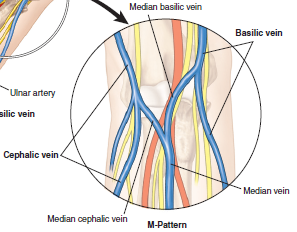 Median basilic vein
Basilic vein
Ulnar artery
silic vein
Cephalic vein
Median vein
Median cephalic vein
M-Pattern